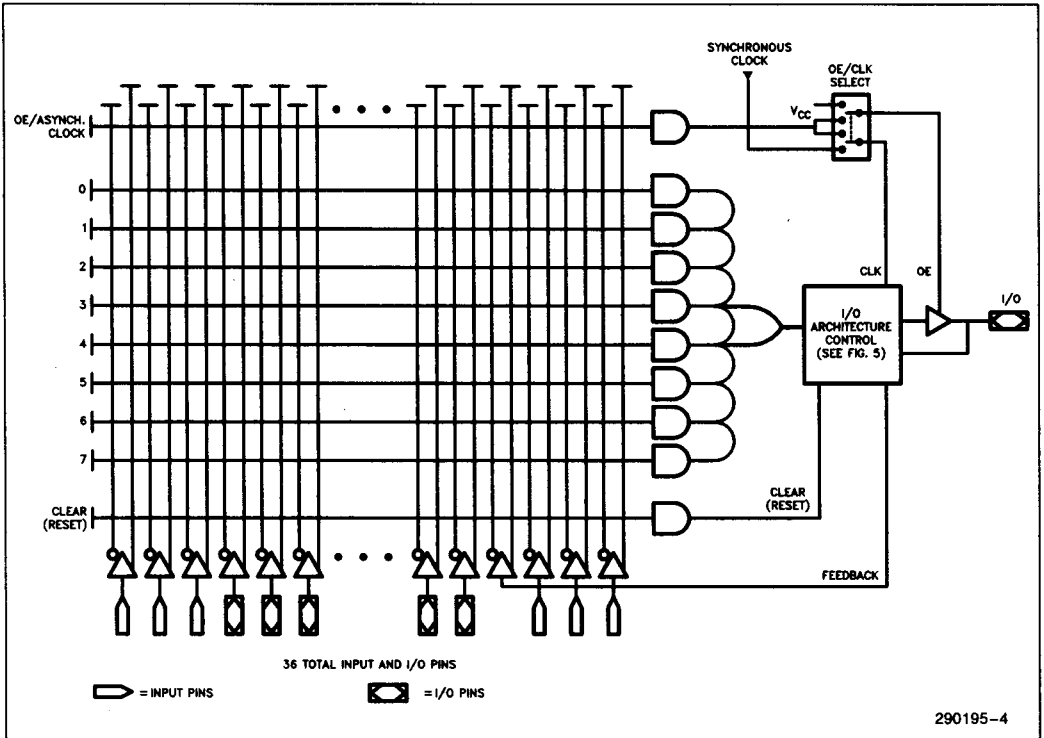 SYNCHRONOUS
CLOCK
OE/CLK
SELECT
OE/ASYNCH.
CLOCK
VCC
0
1
2
3
4
5
6
7
CLK
OE
I/O
I/O
ARCHITECTURE
CONTROL
(SEE FIG. 5)
CLEAR
(RESET)
CLEAR
(RESET)
FEEDBACK
36 TOTAL INPUT AND I/O PINS
= INPUT PINS
= I/O PINS
290195-4